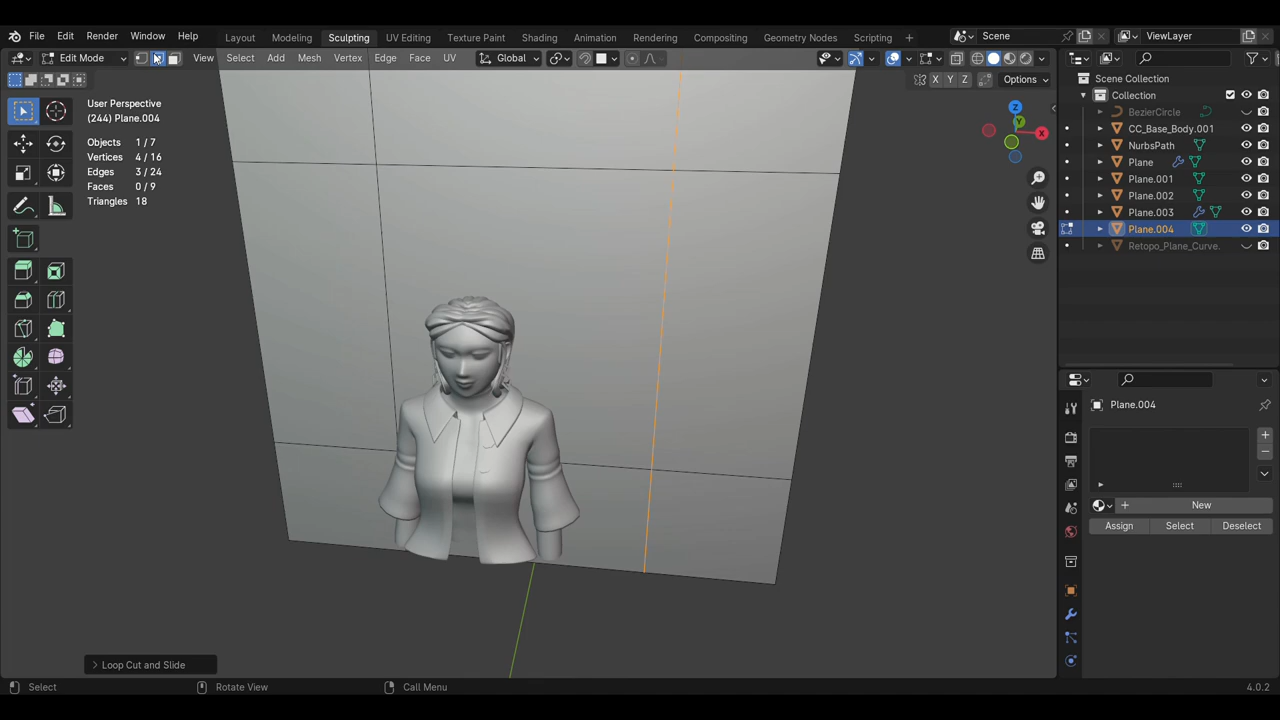 File Edit Render Window Help Layout Modeling Sculpting UV Editing Texture Paint Shading Animation Rendering Compositing Geometry Nodes Scripting Scene ViewLayer
Edit Mode View Select Add Mesh Vertex Edge Face UV Global
X Y Z Options
User Perspective
(244) Plane.004
Objects 1 / 7
Vertices 4 / 16
Edges 3 / 24
Faces 0 / 9
Triangles 18
Z
Y
X
Scene Collection
Collection
BezierCircle
CC_Base_Body.001
NurbsPath
Plane
Plane.001
Plane.002
Plane.003
Plane.004
Retopo_Plane_Curve.
Plane.004
New
Assign Select Deselect
Loop Cut and Slide
Select Rotate View Call Menu 4.0.2